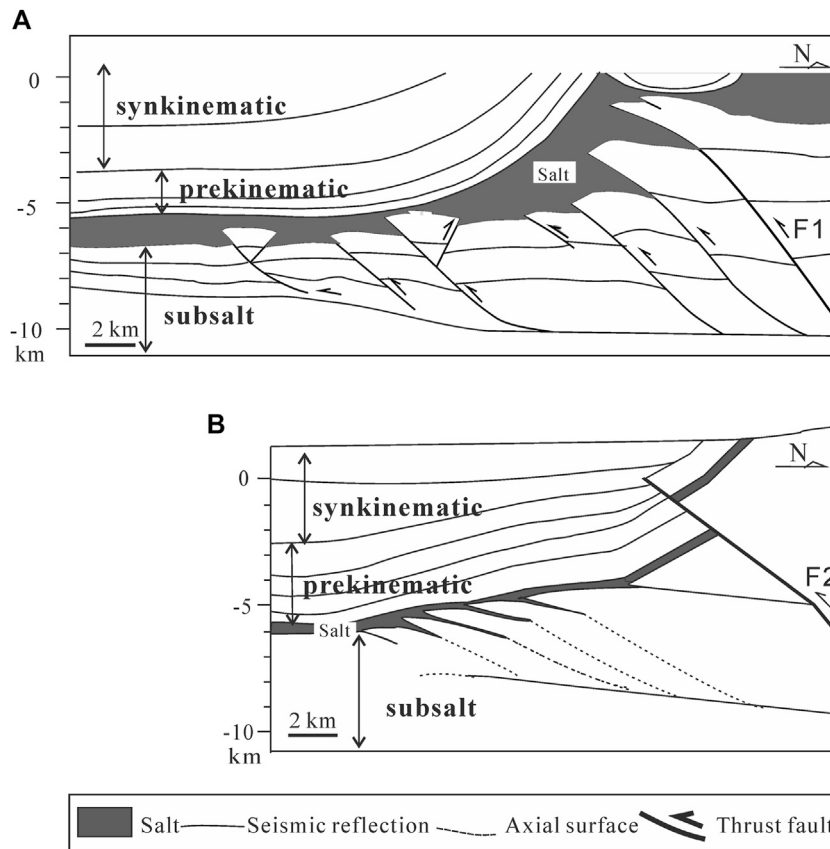 A
N
0
synkinematic
prekinematic
Salt
-5
F1
subsalt
-10
km
2 km
B
N
0
synkinematic
prekinematic
F2
-5
Salt
subsalt
2 km
-10
km
Salt Seismic reflection Axial surface Thrust fault